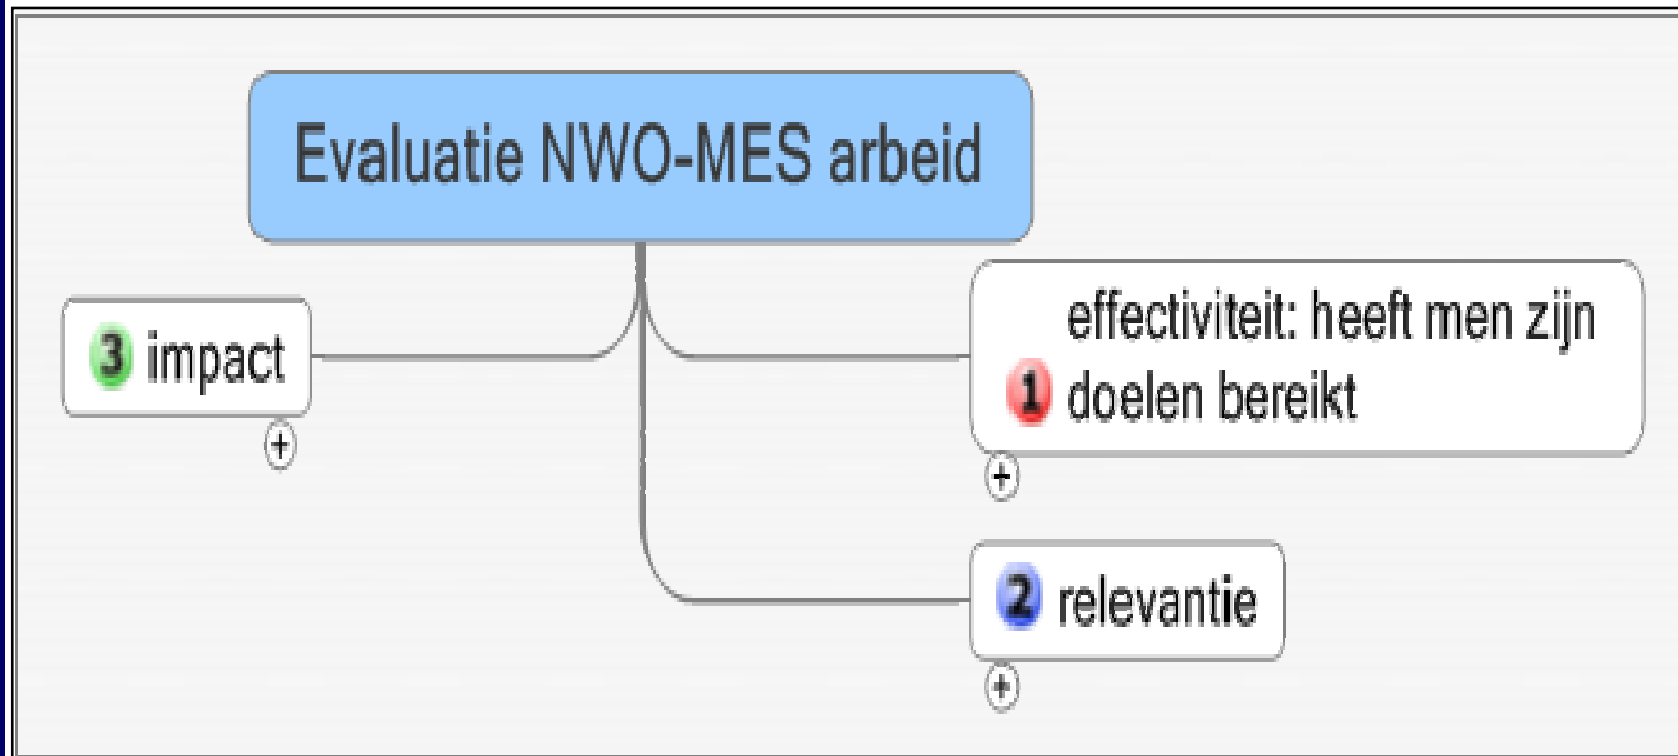 Evaluatie NWO-MES arbeid
3 impact
effectiviteit: heeft men zijn
1 doelen bereikt
2 relevantie